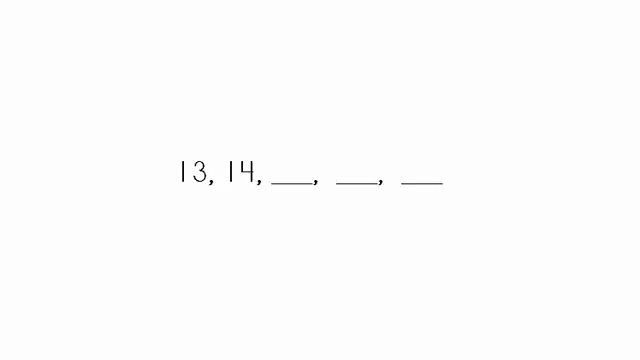 13, 14, ___, ___, ___